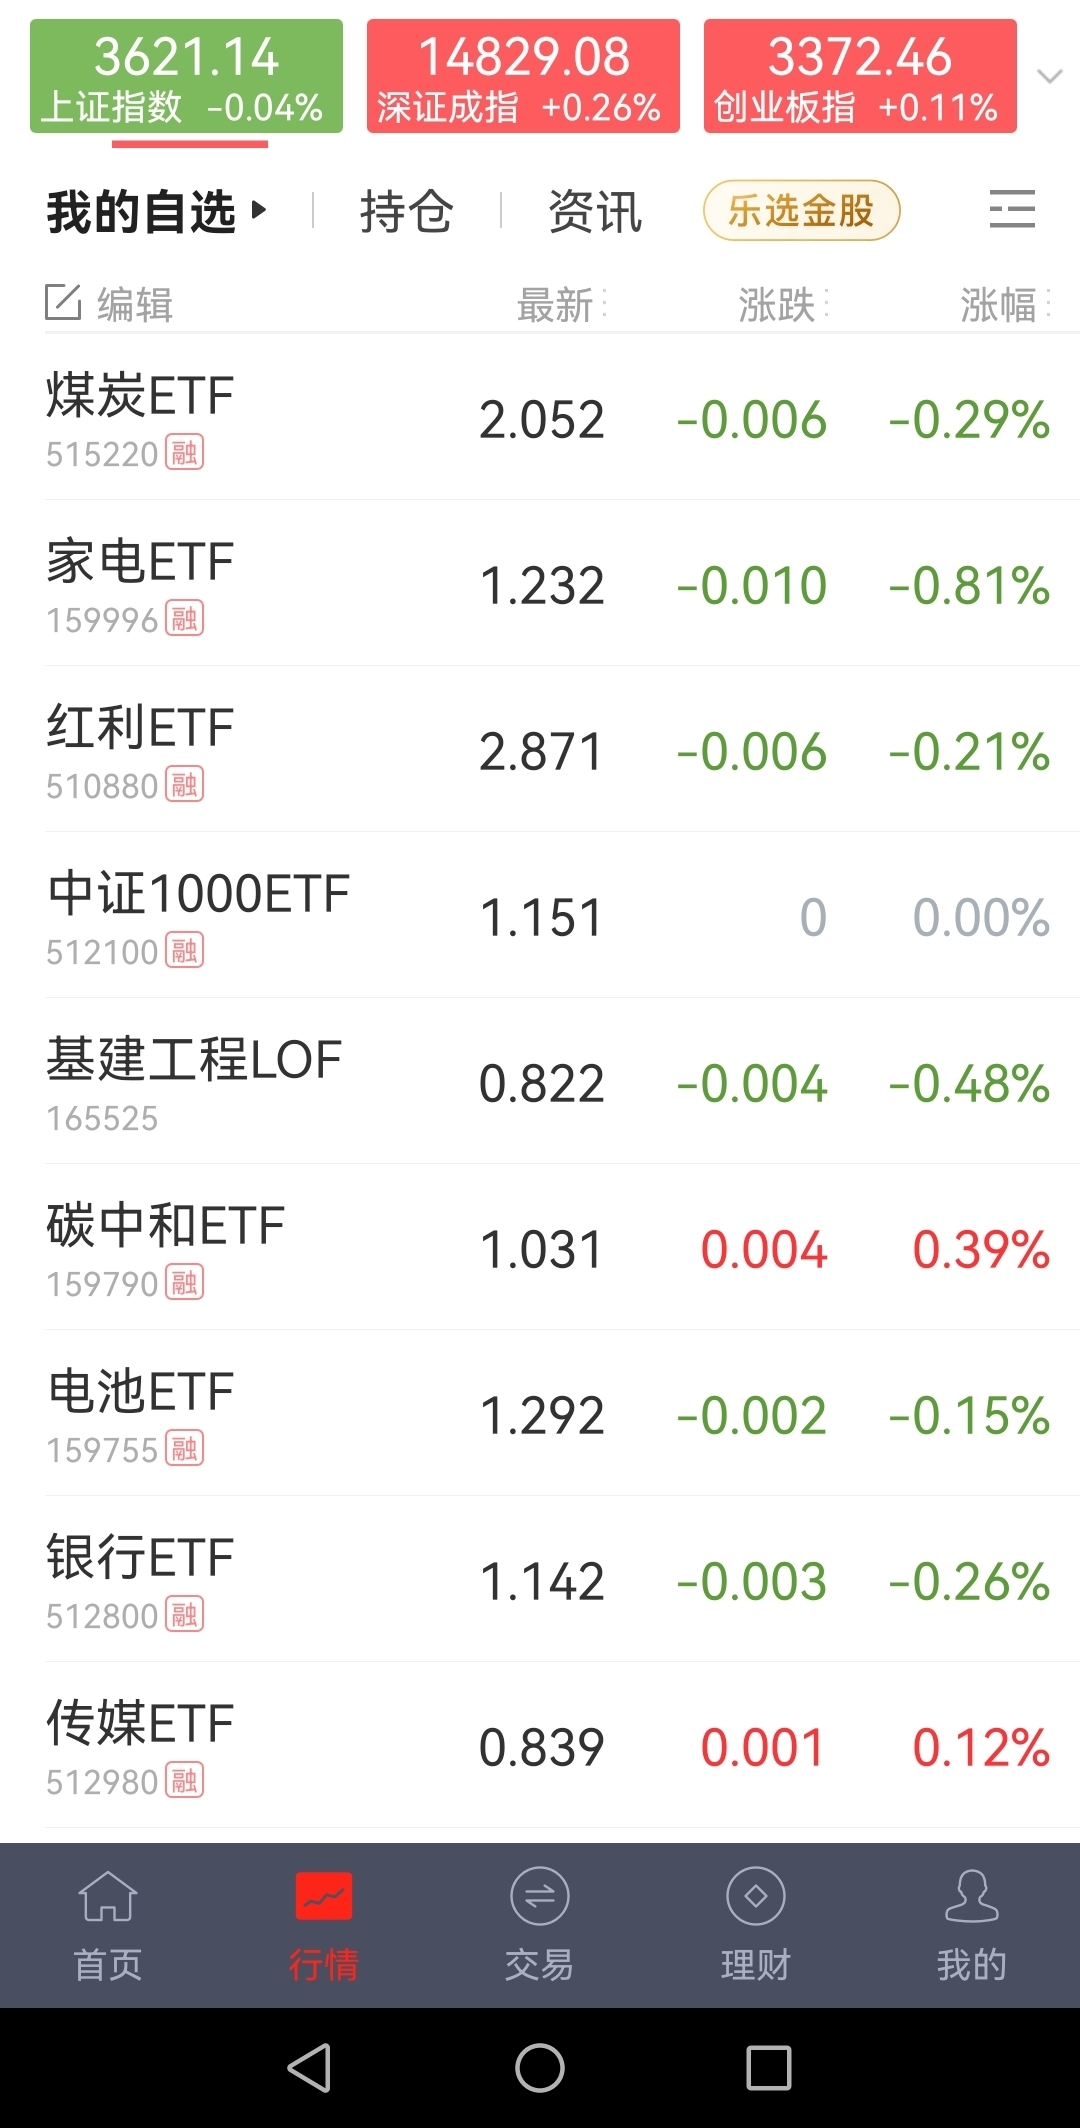 3621.14 14829.08 3372.46
上证指数 -0.04% 深证成指 +0.26% 创业板指 +0.11%
我的自选 持仓 资讯 乐选金股
编辑 最新 涨跌 涨幅
煤炭ETF 2.052 -0.006 -0.29%
515220 融
家电ETF 1.232 -0.010 -0.81%
159996 融
红利ETF 2.871 -0.006 -0.21%
510880 融
中证1000ETF 1.151 0 0.00%
512100 融
基建工程LOF 0.822 -0.004 -0.48%
165525
碳中和ETF 1.031 0.004 0.39%
159790 融
电池ETF 1.292 -0.002 -0.15%
159755 融
银行ETF 1.142 -0.003 -0.26%
512800 融
传媒ETF 0.839 0.001 0.12%
512980 融
首页 行情 交易 理财 我的